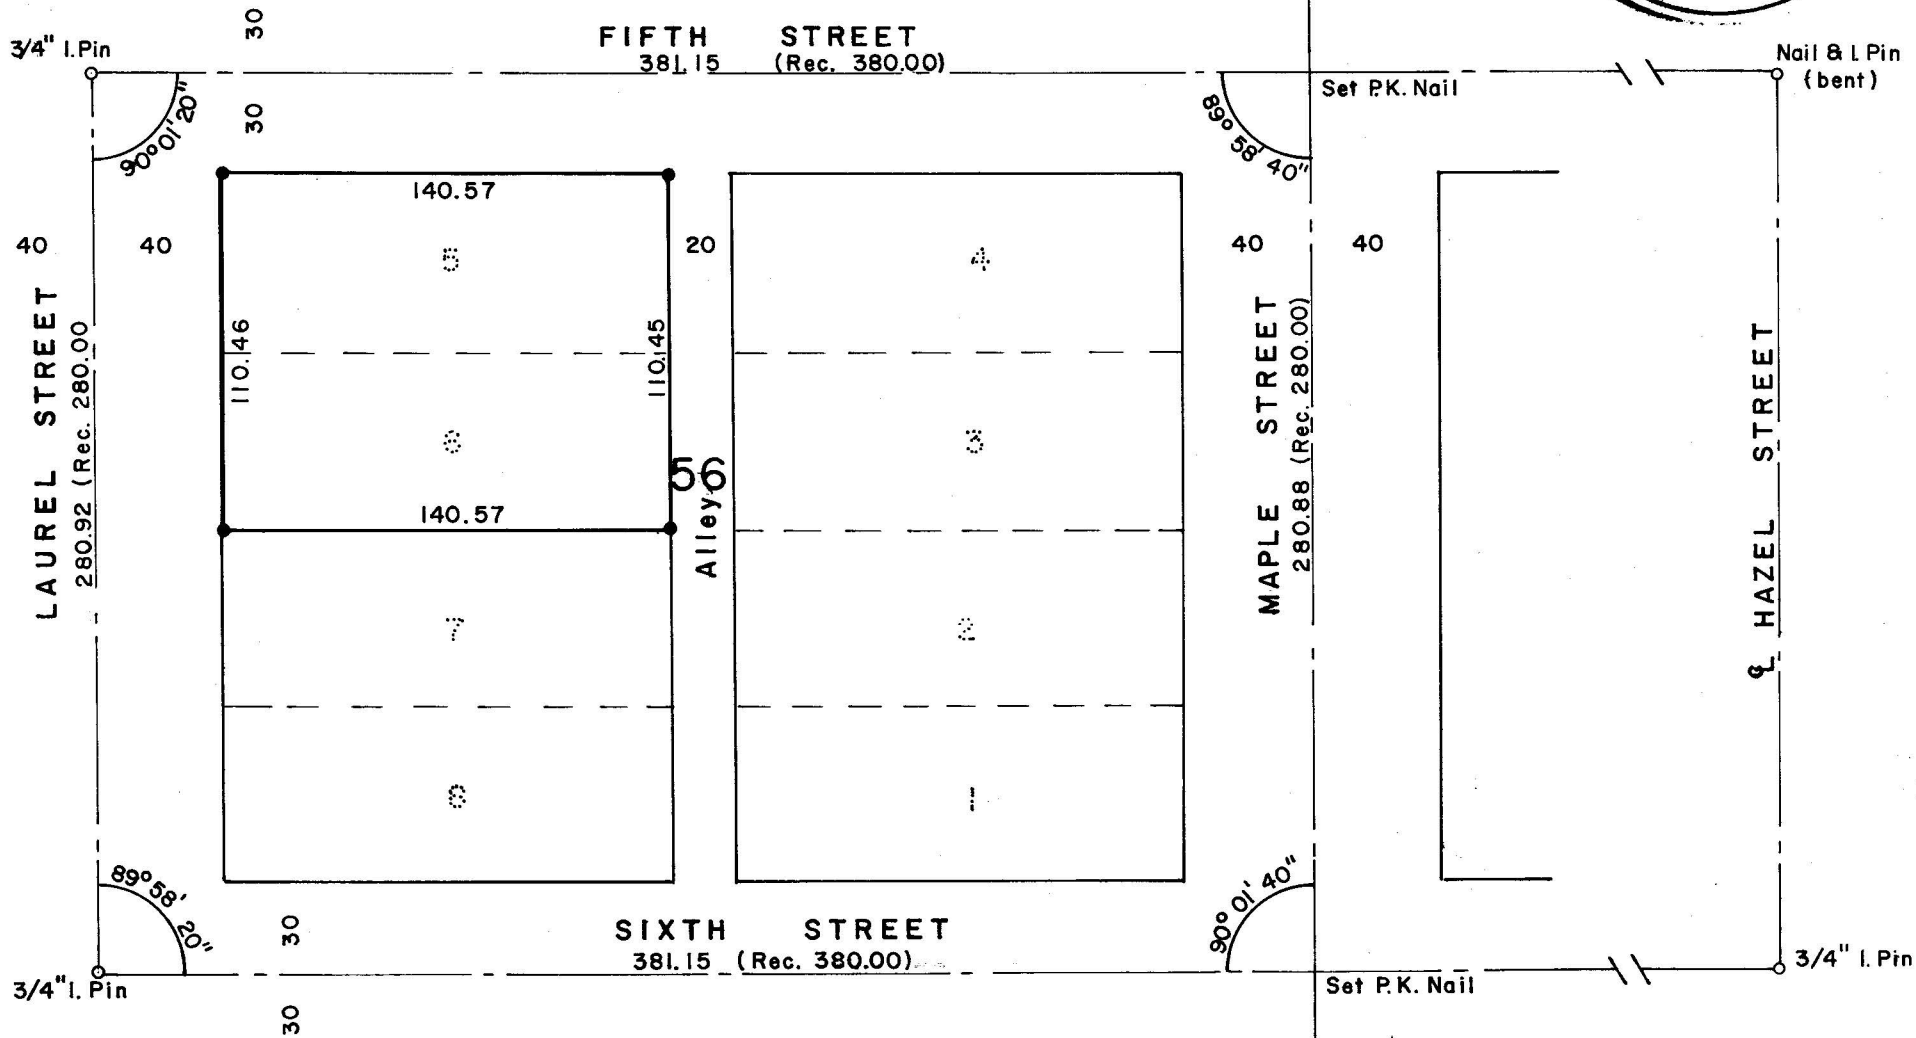 30
3/4" I.Pin
FIFTH STREET
381.15 (Rec. 380.00)
Nail & I.Pin
(bent)
Set P.K. Nail
30
90°01'20"
89° 58' 40"
140.57
40
40
5
20
4
40
40
LAUREL STREET
280.92 (Rec. 280.00
110.46
110.45
6
56
Alley
3
MAPLE STREET
280.88 (Rec. 280.00)
℄ HAZEL STREET
140.57
7
2
8
1
89°58'20"
90° 01' 40"
30
SIXTH STREET
381.15 (Rec. 380.00)
3/4" I. Pin
3/4" I. Pin
Set P.K. Nail
30